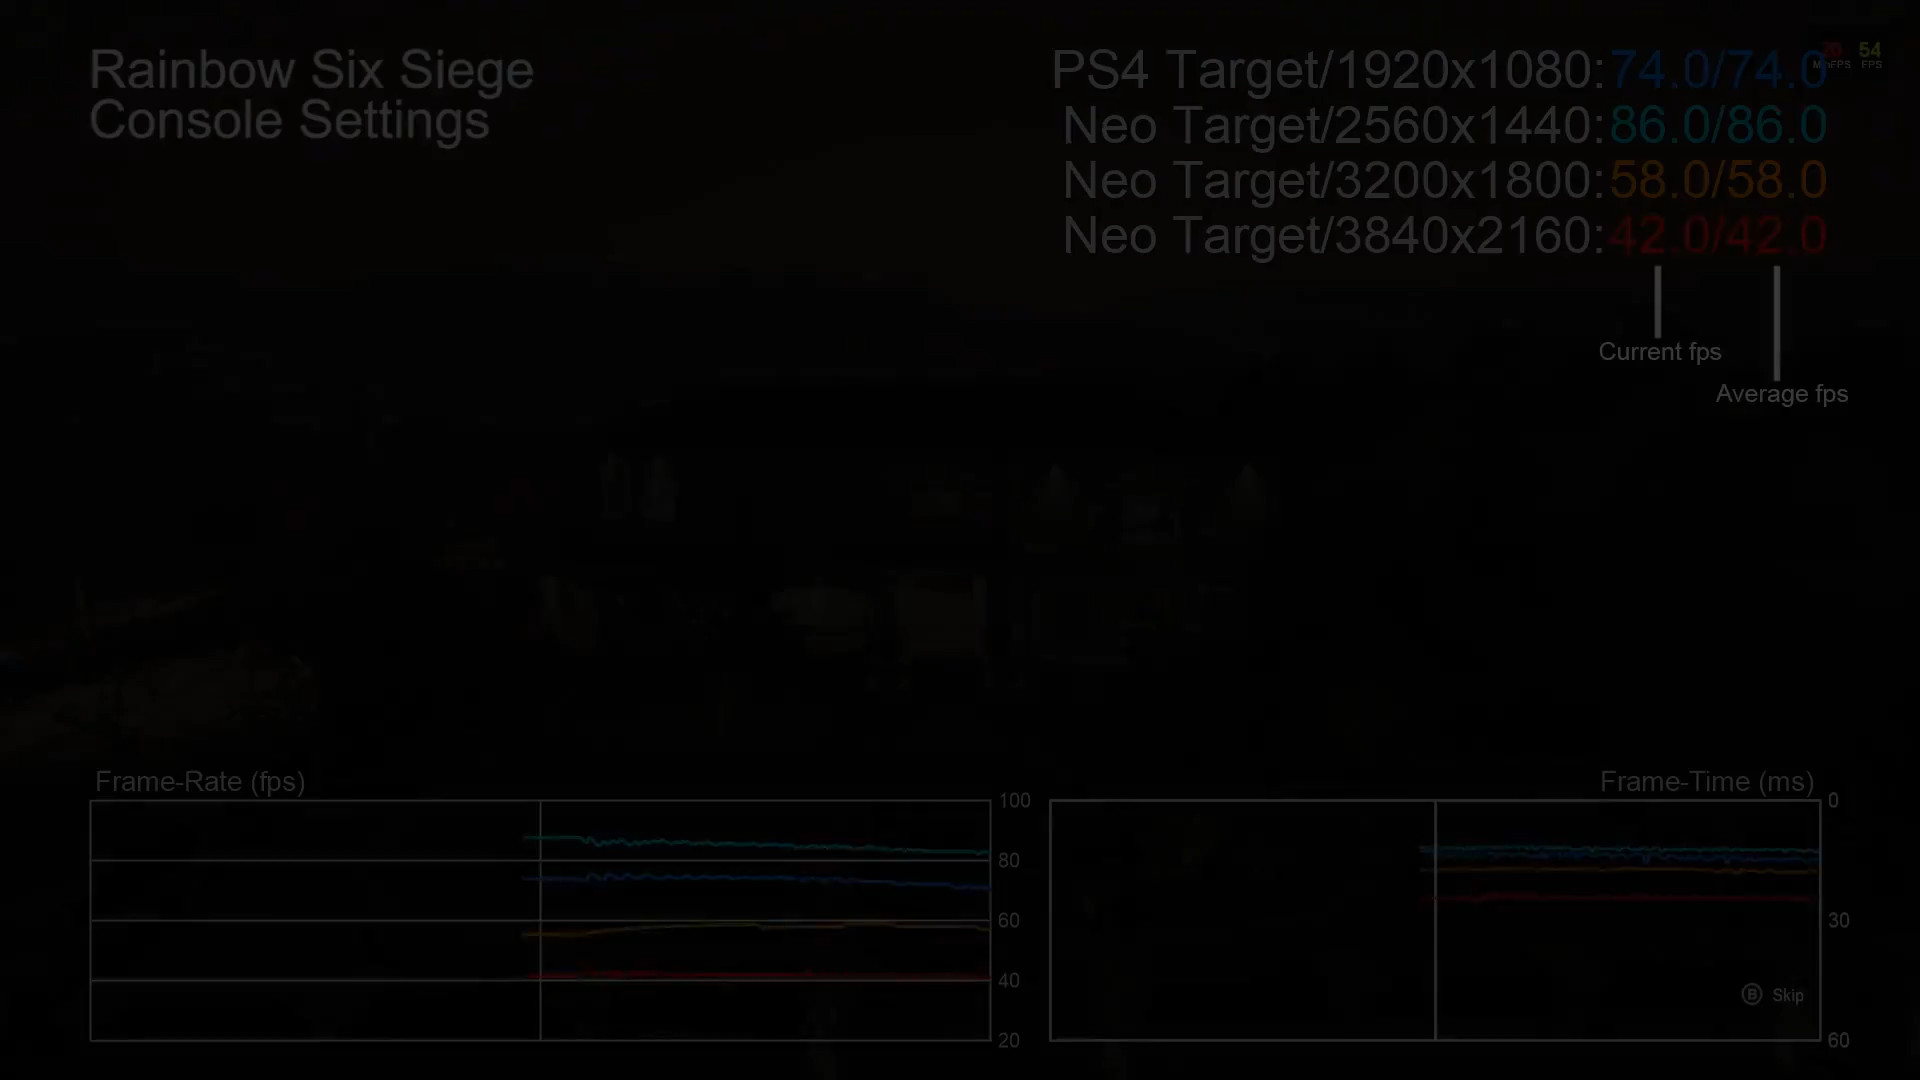 Rainbow Six Siege
Console Settings
PS4 Target/1920x1080:74.0/74.0
Neo Target/2560x1440:86.0/86.0
Neo Target/3200x1800:58.0/58.0
Neo Target/3840x2160:42.0/42.0
20 54
MinFPS FPS
Current fps
Average fps
Frame-Rate (fps)
100
80
60
40
20
Frame-Time (ms)
0
30
60
B Skip